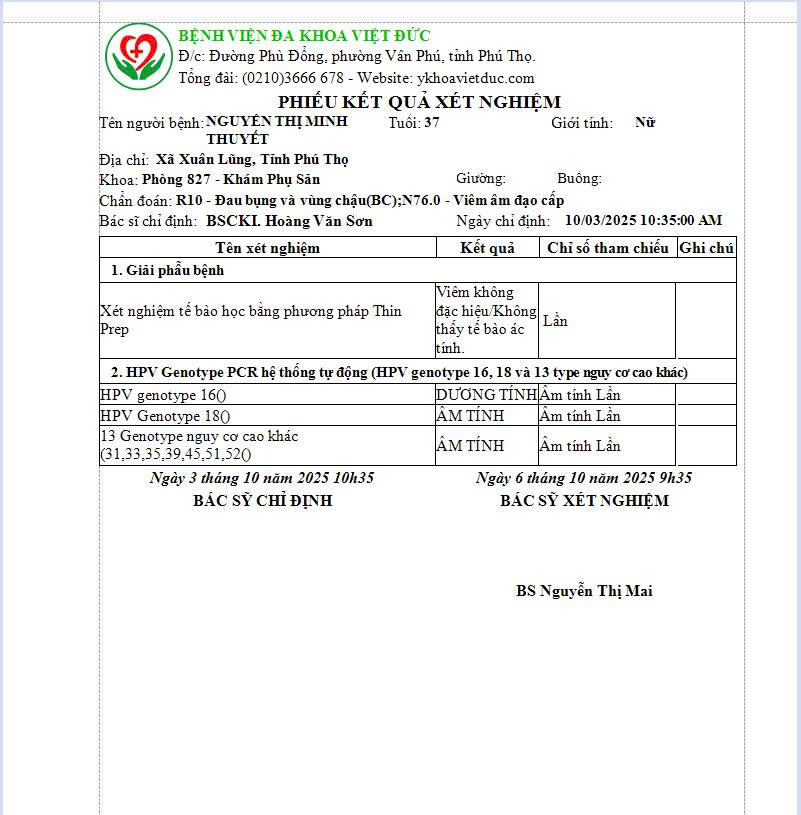 BỆNH VIỆN ĐA KHOA VIỆT ĐỨC
Đ/c: Đường Phù Đổng, phường Vân Phú, tỉnh Phú Thọ.
Tổng đài: (0210)3666 678 - Website: ykhoavietduc.com
PHIẾU KẾT QUẢ XÉT NGHIỆM
Tên người bệnh: NGUYỄN THỊ MINH THUYẾT Tuổi: 37 Giới tính: Nữ
Địa chỉ: Xã Xuân Lũng, Tỉnh Phú Thọ
Khoa: Phòng 827 - Khám Phụ Sản Giường: Buồng:
Chẩn đoán: R10 - Đau bụng và vùng chậu(BC);N76.0 - Viêm âm đạo cấp
Bác sĩ chỉ định: BSCKI. Hoàng Văn Sơn Ngày chỉ định: 10/03/2025 10:35:00 AM
Tên xét nghiệm Kết quả Chỉ số tham chiếu Ghi chú
1. Giải phẫu bệnh
Xét nghiệm tế bào học bằng phương pháp Thin Prep Viêm không đặc hiệu/Không thấy tế bào ác tính. Lần
2. HPV Genotype PCR hệ thống tự động (HPV genotype 16, 18 và 13 type nguy cơ cao khác)
HPV genotype 16() DƯƠNG TÍNH Âm tính Lần
HPV Genotype 18() ÂM TÍNH Âm tính Lần
13 Genotype nguy cơ cao khác (31,33,35,39,45,51,52() ÂM TÍNH Âm tính Lần
Ngày 3 tháng 10 năm 2025 10h35 Ngày 6 tháng 10 năm 2025 9h35
BÁC SỸ CHỈ ĐỊNH BÁC SỸ XÉT NGHIỆM
BS Nguyễn Thị Mai